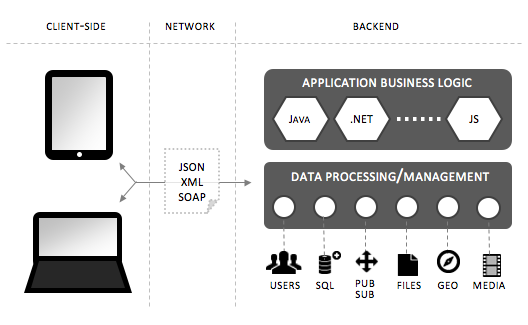 CLIENT-SIDE
NETWORK
BACKEND
APPLICATION BUSINESS LOGIC
JAVA
.NET
JS
JSON
XML
SOAP
DATA PROCESSING/MANAGEMENT
USERS
SQL
PUB
SUB
FILES
GEO
MEDIA